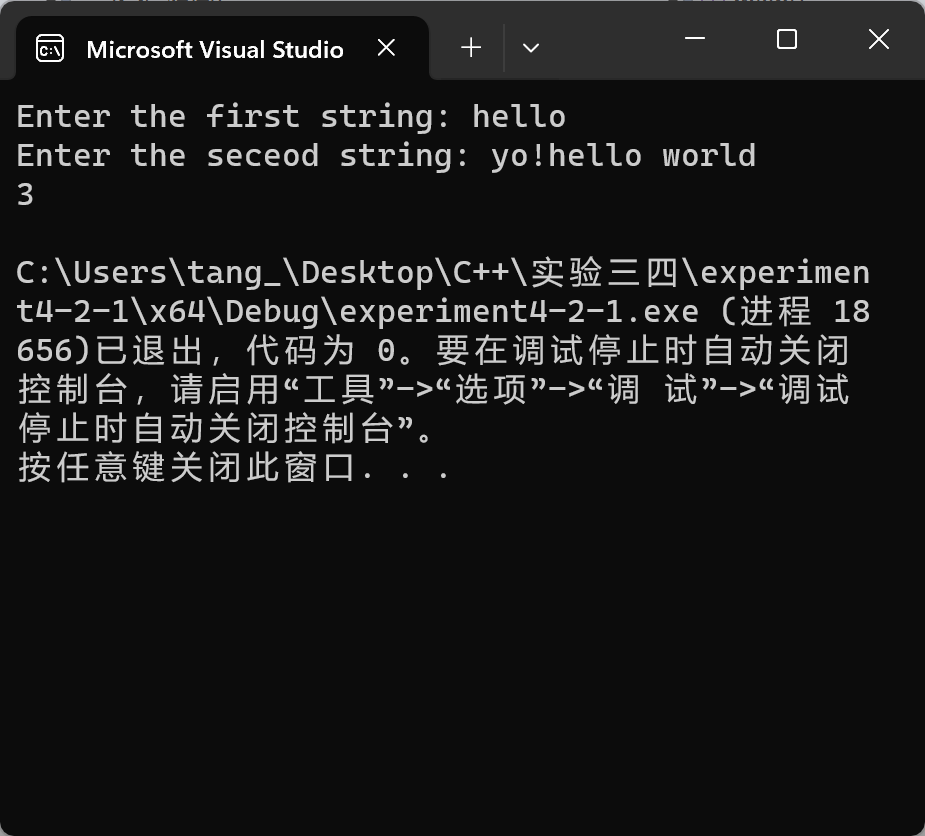 Microsoft Visual Studio
Enter the first string: hello
Enter the seceod string: yo!hello world
3
C:\Users\tang_\Desktop\C++\实验三四\experimen
t4-2-1\x64\Debug\experiment4-2-1.exe (进程 18
656)已退出，代码为 0。要在调试停止时自动关闭
控制台，请启用“工具”->“选项”->“调 试”->“调试
停止时自动关闭控制台”。
按任意键关闭此窗口. . .